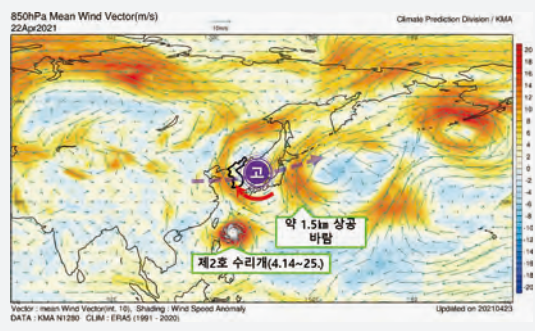 850hPa Mean Wind Vector(m/s)
22Apr2021
Climate Prediction Division / KMA
10m/s
20
18
16
14
12
10
8
6
4
2
0
-2
-4
-6
-8
-10
-12
-14
-16
-18
-20
고
약 1.5㎞ 상공
바람
제2호 수리개(4.14~25.)
Vector : mean Wind Vector(int. 10), Shading : Wind Speed Anomaly
Updated on 20210423
DATA : KMA N1280 CLIM : ERA5 (1991 - 2020)